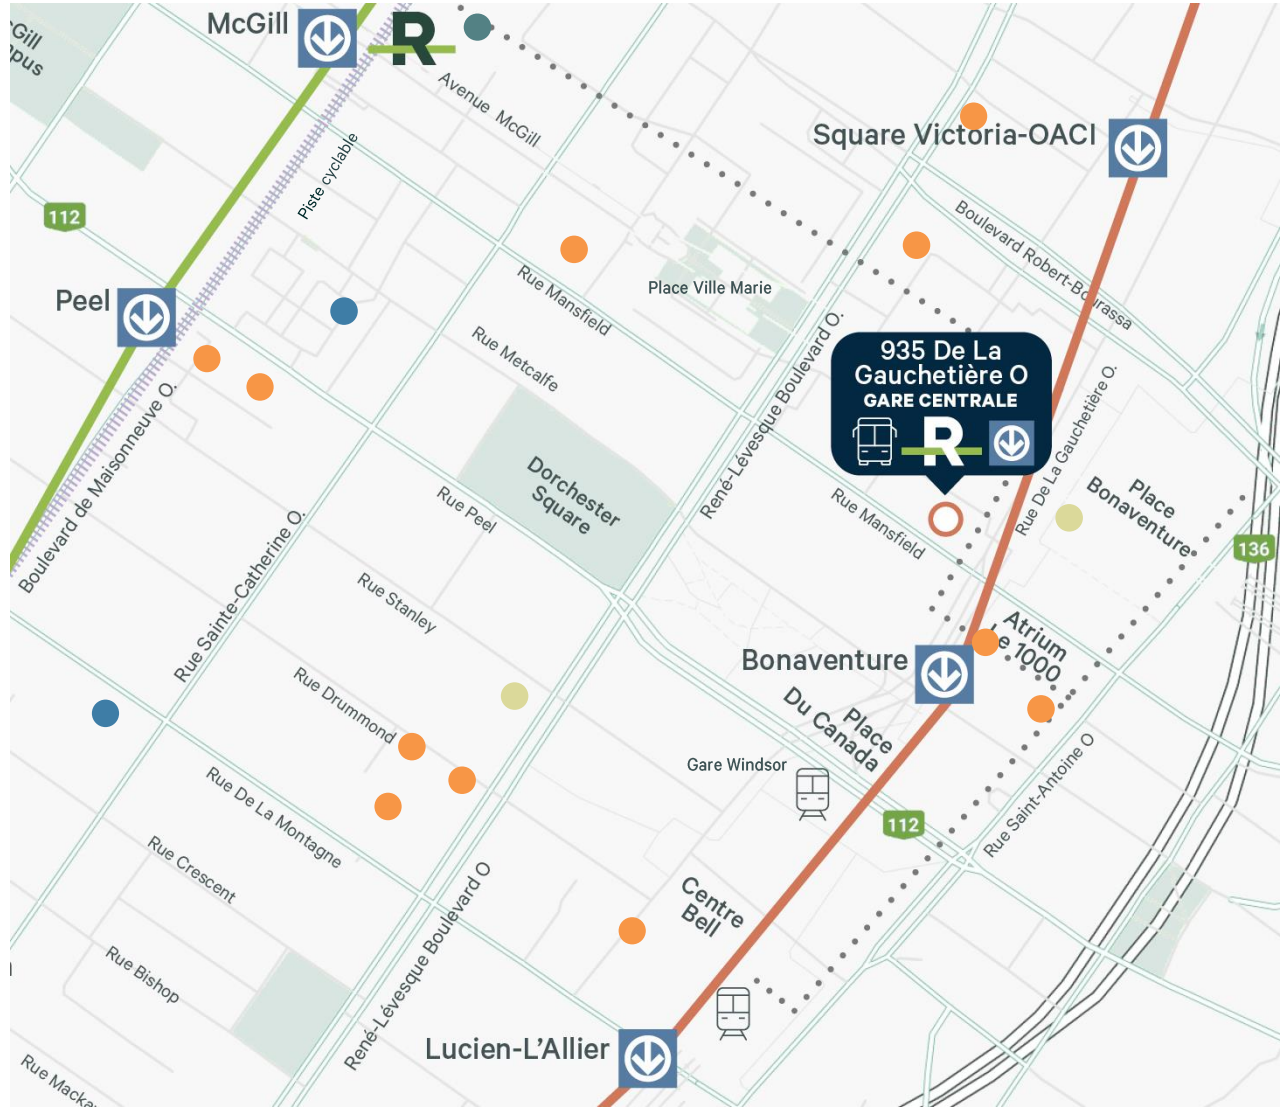 McGill
R
Gill
pus
Avenue McGill
Square Victoria-OACI
Piste cyclable
112
Boulevard Robert-Bourassa
Peel
Rue Mansfield
Place Ville Marie
Rue Metcalfe
935 De La
Gauchetière O
GARE CENTRALE
R
René-Lévesque Boulevard O.
Rue De La Gauchetière O.
Boulevard de Maisonneuve O.
Dorchester
Square
Rue Peel
Rue Mansfield
Place
Bonaventure
136
Rue Sainte-Catherine O.
Rue Stanley
Atrium
Le 1000
Bonaventure
Rue Drummond
Place
Du Canada
Gare Windsor
112
Rue Saint-Antoine O
Rue De La Montagne
Rue Crescent
Centre
Bell
René-Lévesque Boulevard O
Rue Bishop
Lucien-L'Allier
Rue Macka